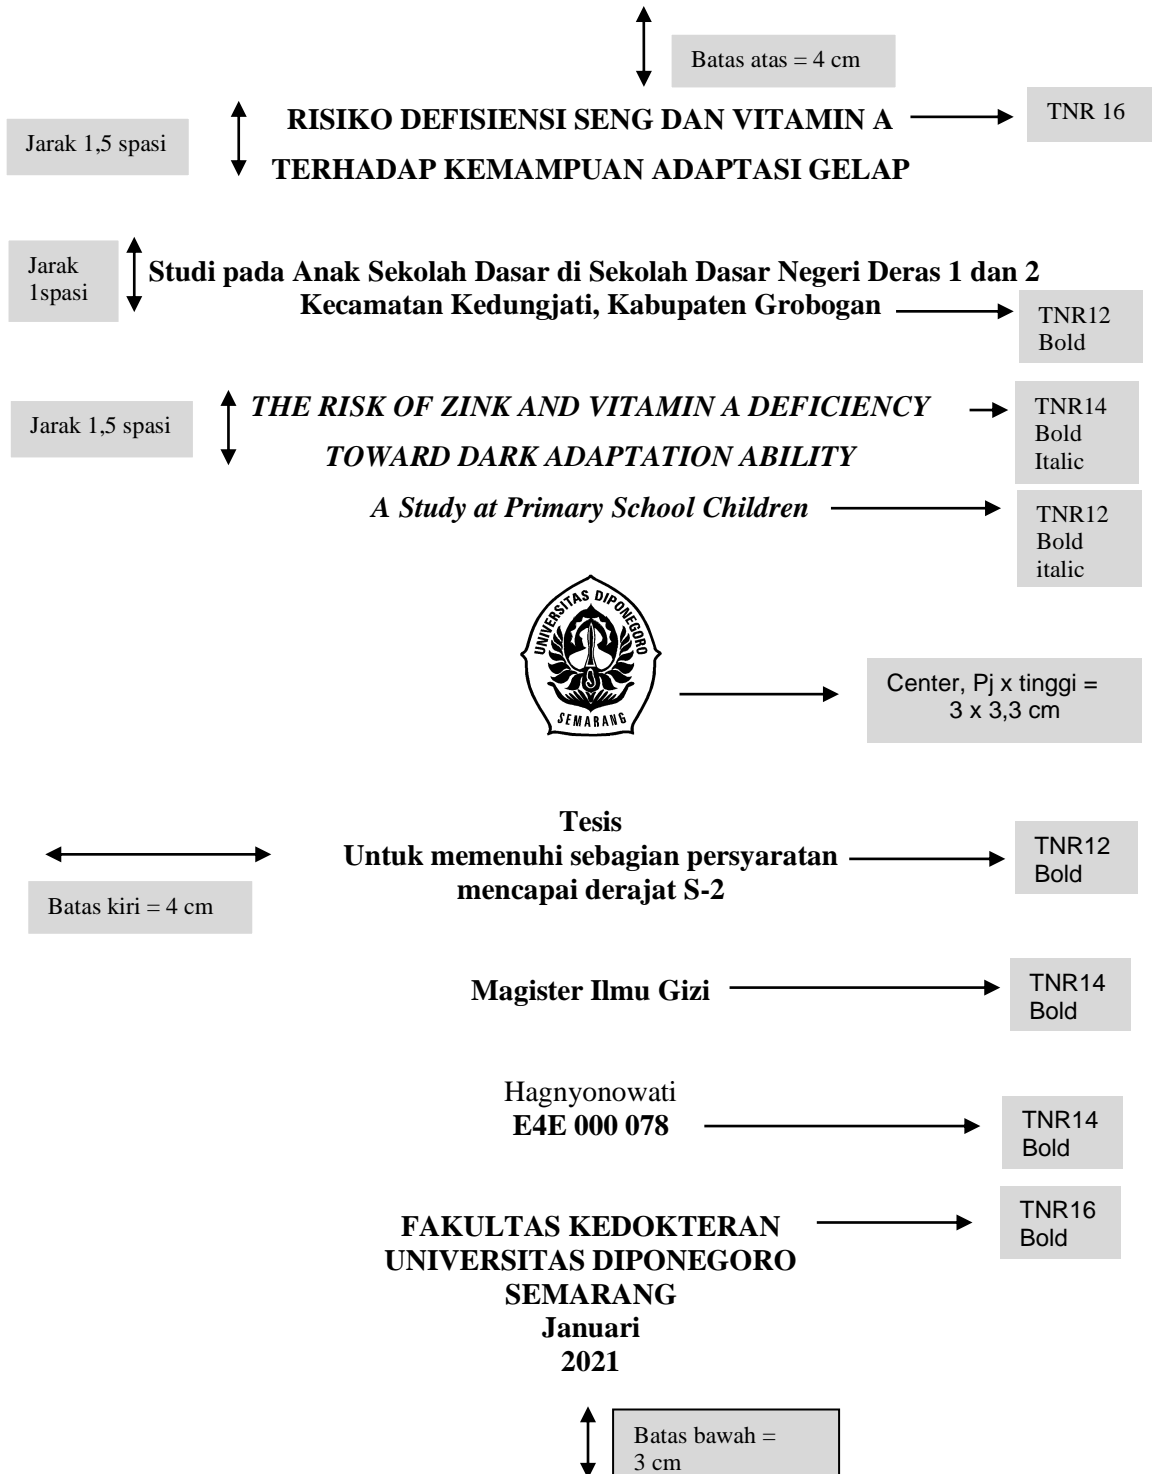 Batas atas = 4 cm
RISIKO DEFISIENSI SENG DAN VITAMIN A
TNR 16
Jarak 1,5 spasi
TERHADAP KEMAMPUAN ADAPTASI GELAP
Jarak
1spasi
Studi pada Anak Sekolah Dasar di Sekolah Dasar Negeri Deras 1 dan 2
Kecamatan Kedungjati, Kabupaten Grobogan
TNR12
Bold
THE RISK OF ZINK AND VITAMIN A DEFICIENCY
TNR14
Bold
Italic
Jarak 1,5 spasi
TOWARD DARK ADAPTATION ABILITY
A Study at Primary School Children
TNR12
Bold
italic
UNIVERSITAS DIPONEGORO
SEMARANG
Center, Pj x tinggi =
3 x 3,3 cm
Tesis
Untuk memenuhi sebagian persyaratan
mencapai derajat S-2
TNR12
Bold
Batas kiri = 4 cm
Magister Ilmu Gizi
TNR14
Bold
Hagnyonowati
E4E 000 078
TNR14
Bold
FAKULTAS KEDOKTERAN
UNIVERSITAS DIPONEGORO
SEMARANG
Januari
2021
TNR16
Bold
Batas bawah =
3 cm